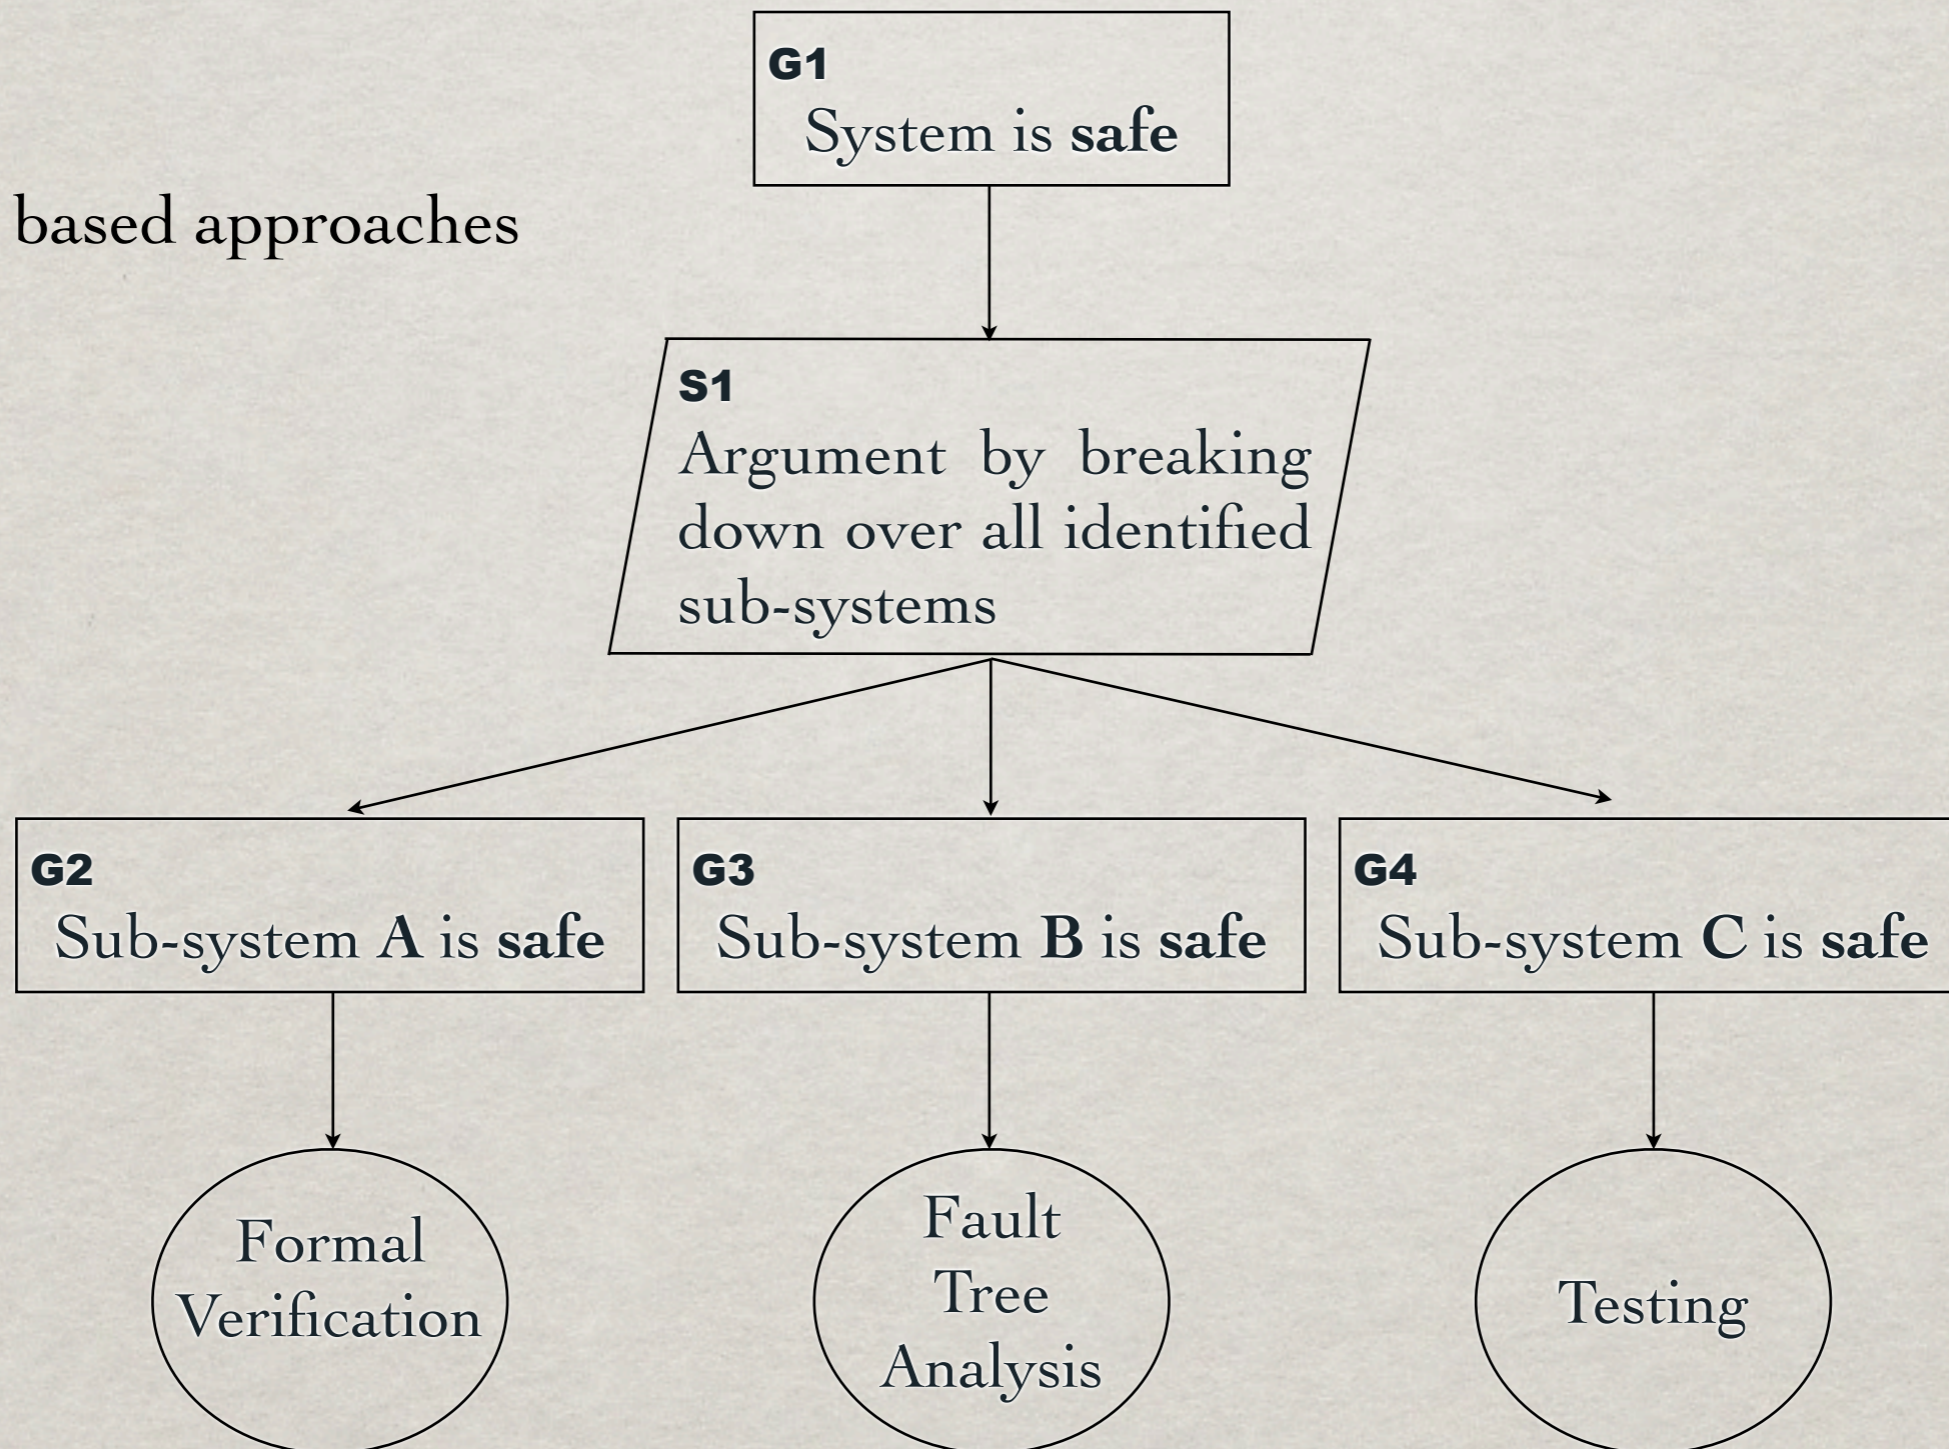 G1
System is safe
based approaches
S1
Argument by breaking
down over all identified
sub-systems
G2
Sub-system A is safe
G3
Sub-system B is safe
G4
Sub-system C is safe
Formal
Verification
Fault
Tree
Analysis
Testing